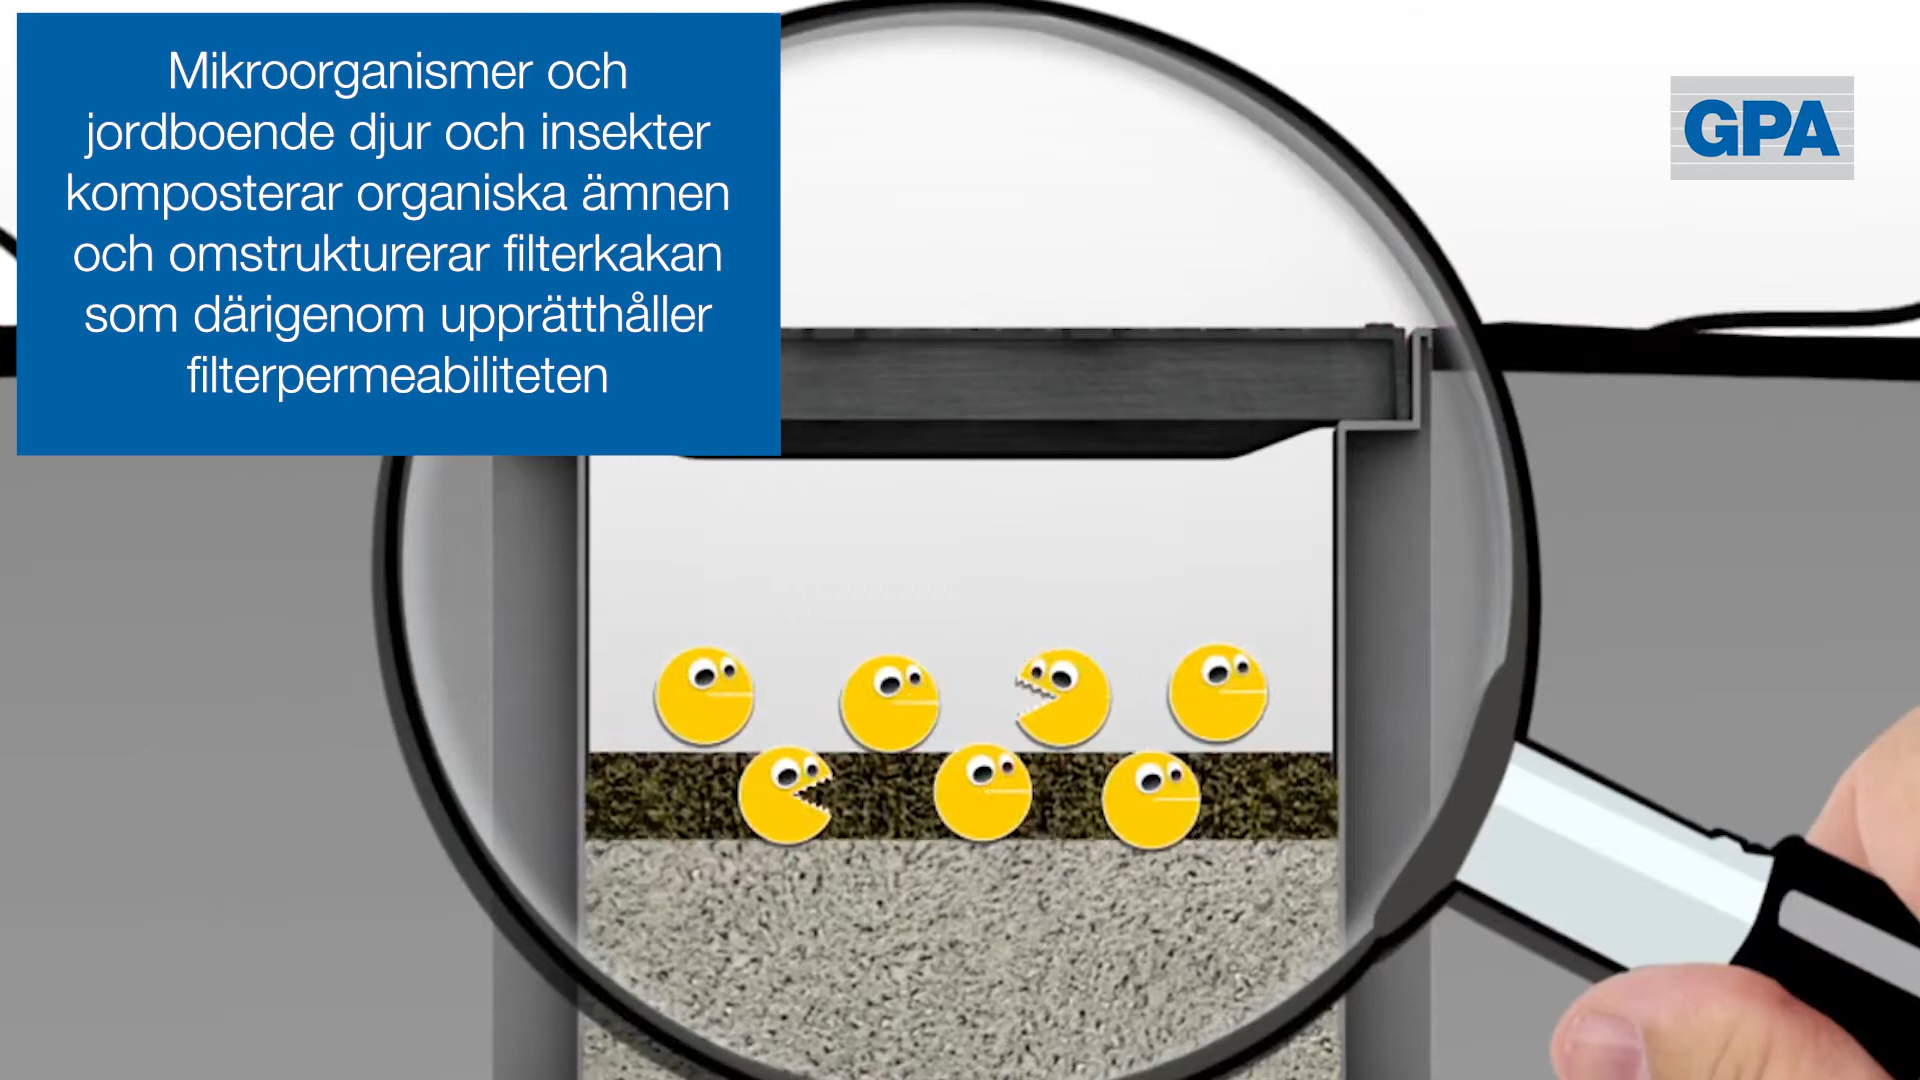 Mikroorganismer och
jordboende djur och insekter
komposterar organiska ämnen
och omstrukturerar filterkakan
som därigenom upprätthåller
filterpermeabiliteten
GPA